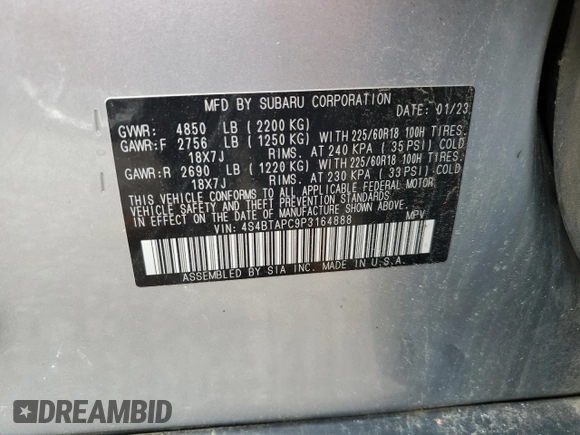 MFD BY SUBARU CORPORATION
DATE: 01/23
GVWR: 4850 LB (2200 KG)
GAWR:F 2756 LB (1250 KG) WITH 225/60R18 100H TIRES,
18X7J RIMS. AT 240 KPA (35 PSI) COLD
GAWR:R 2690 LB (1220 KG) WITH 225/60R18 100H TIRES,
18X7J RIMS. AT 230 KPA (33 PSI) COLD
THIS VEHICLE CONFORMS TO ALL APPLICABLE FEDERAL MOTOR
VEHICLE SAFETY, BUMPER, AND THEFT PREVENTION STANDARDS
IN EFFECT ON THE DATE OF MANUFACTURE SHOWN ABOVE.
VIN: 4S4BTAPC9P3164888 MPV
ASSEMBLED BY SIA INC. MADE IN U.S.A.
DREAMBID